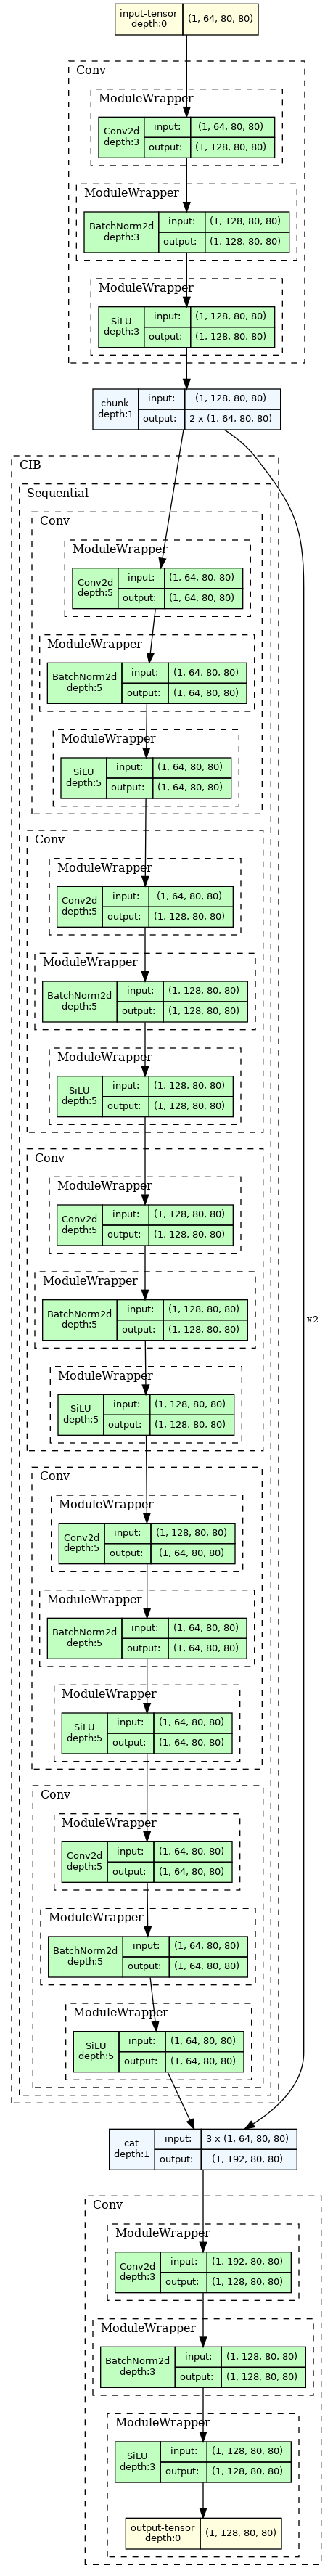 input-tensor
depth:0
(1, 64, 80, 80)
Conv
ModuleWrapper
Conv2d
depth:3
input:
(1, 64, 80, 80)
output:
(1, 128, 80, 80)
ModuleWrapper
BatchNorm2d
depth:3
input:
(1, 128, 80, 80)
output:
(1, 128, 80, 80)
ModuleWrapper
SiLU
depth:3
input:
(1, 128, 80, 80)
output:
(1, 128, 80, 80)
chunk
depth:1
input:
(1, 128, 80, 80)
output:
2 x (1, 64, 80, 80)
CIB
Sequential
Conv
ModuleWrapper
Conv2d
depth:5
input:
(1, 64, 80, 80)
output:
(1, 64, 80, 80)
ModuleWrapper
BatchNorm2d
depth:5
input:
(1, 64, 80, 80)
output:
(1, 64, 80, 80)
ModuleWrapper
SiLU
depth:5
input:
(1, 64, 80, 80)
output:
(1, 64, 80, 80)
Conv
ModuleWrapper
Conv2d
depth:5
input:
(1, 64, 80, 80)
output:
(1, 128, 80, 80)
ModuleWrapper
BatchNorm2d
depth:5
input:
(1, 128, 80, 80)
output:
(1, 128, 80, 80)
ModuleWrapper
SiLU
depth:5
input:
(1, 128, 80, 80)
output:
(1, 128, 80, 80)
Conv
ModuleWrapper
Conv2d
depth:5
input:
(1, 128, 80, 80)
output:
(1, 128, 80, 80)
ModuleWrapper
BatchNorm2d
depth:5
input:
(1, 128, 80, 80)
output:
(1, 128, 80, 80)
x2
ModuleWrapper
SiLU
depth:5
input:
(1, 128, 80, 80)
output:
(1, 128, 80, 80)
Conv
ModuleWrapper
Conv2d
depth:5
input:
(1, 128, 80, 80)
output:
(1, 64, 80, 80)
ModuleWrapper
BatchNorm2d
depth:5
input:
(1, 64, 80, 80)
output:
(1, 64, 80, 80)
ModuleWrapper
SiLU
depth:5
input:
(1, 64, 80, 80)
output:
(1, 64, 80, 80)
Conv
ModuleWrapper
Conv2d
depth:5
input:
(1, 64, 80, 80)
output:
(1, 64, 80, 80)
ModuleWrapper
BatchNorm2d
depth:5
input:
(1, 64, 80, 80)
output:
(1, 64, 80, 80)
ModuleWrapper
SiLU
depth:5
input:
(1, 64, 80, 80)
output:
(1, 64, 80, 80)
cat
depth:1
input:
3 x (1, 64, 80, 80)
output:
(1, 192, 80, 80)
Conv
ModuleWrapper
Conv2d
depth:3
input:
(1, 192, 80, 80)
output:
(1, 128, 80, 80)
ModuleWrapper
BatchNorm2d
depth:3
input:
(1, 128, 80, 80)
output:
(1, 128, 80, 80)
ModuleWrapper
SiLU
depth:3
input:
(1, 128, 80, 80)
output:
(1, 128, 80, 80)
output-tensor
depth:0
(1, 128, 80, 80)